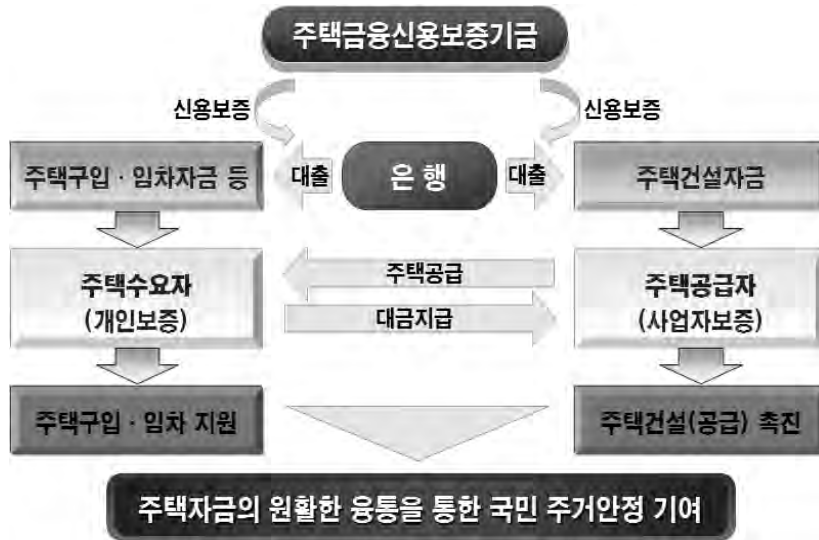 주택금융신용보증기금
신용보증
신용보증
주택구입 · 임차자금 등
대출
은 행
대출
주택건설자금
주택수요자
(개인보증)
주택공급
대금지급
주택공급자
(사업자보증)
주택구입 · 임차 지원
주택건설(공급) 촉진
주택자금의 원활한 융통을 통한 국민 주거안정 기여